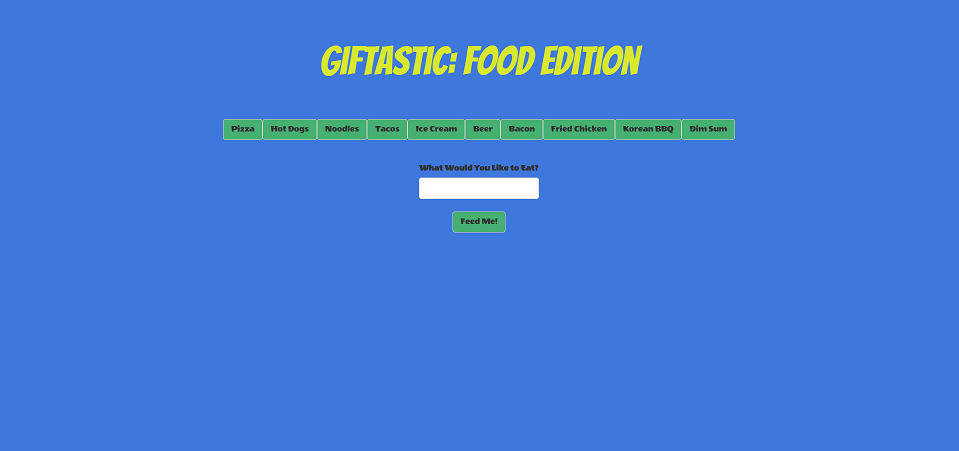 GIFTASTIC: FOOD EDITION
Pizza Hot Dogs Noodles Tacos Ice Cream Beer Bacon Fried Chicken Korean BBQ Dim Sum
What Would You Like to Eat?
Feed Me!